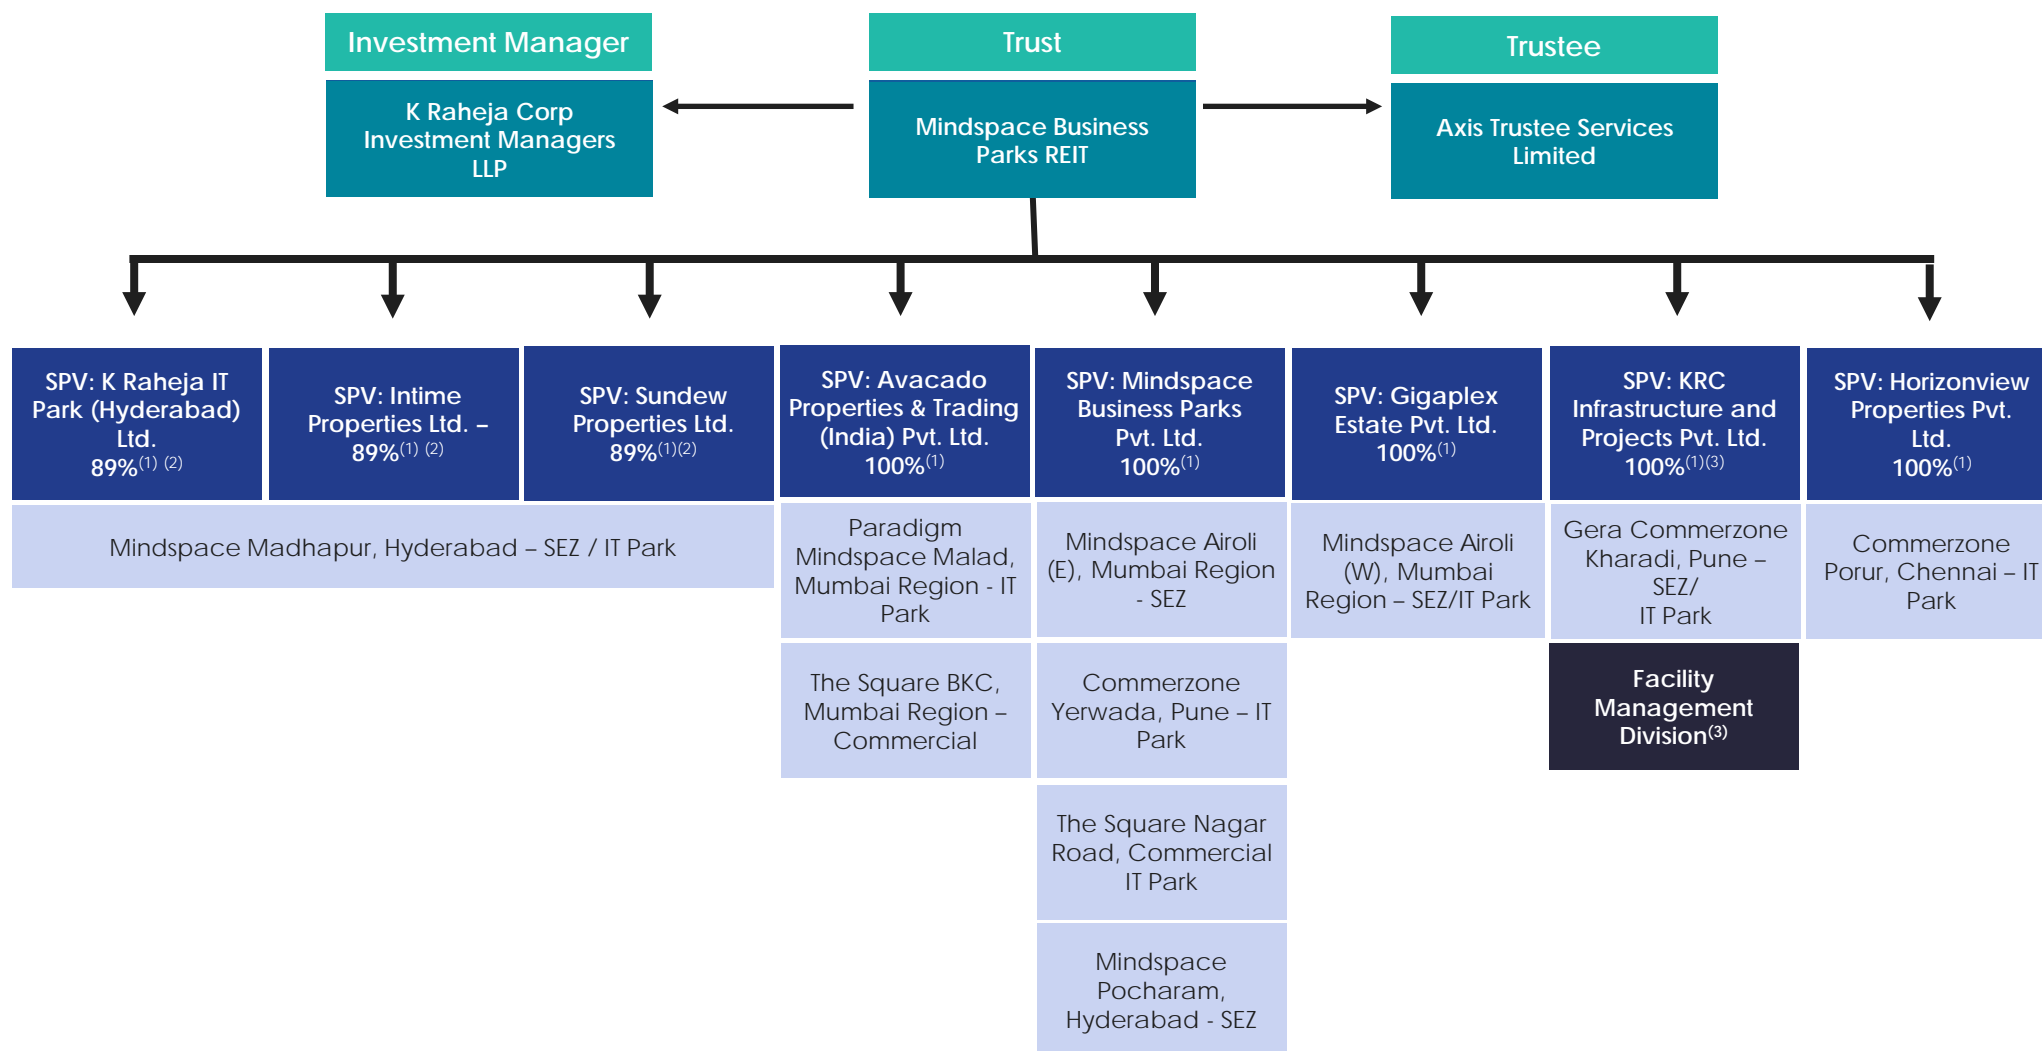 Investment Manager
K Raheja Corp
Investment Managers
LLP
Trust
Mindspace Business
Parks REIT
Trustee
Axis Trustee Services
Limited
SPV: K Raheja IT
Park (Hyderabad)
Ltd.
89%(1) (2)
SPV: Intime
Properties Ltd. –
89%(1) (2)
SPV: Sundew
Properties Ltd.
89%(1)(2)
Mindspace Madhapur, Hyderabad – SEZ / IT Park
SPV: Avacado
Properties & Trading
(India) Pvt. Ltd.
100%(1)
Paradigm
Mindspace Malad,
Mumbai Region - IT
Park
The Square BKC,
Mumbai Region –
Commercial
SPV: Mindspace
Business Parks
Pvt. Ltd.
100%(1)
Mindspace Airoli
(E), Mumbai Region
- SEZ
Commerzone
Yerwada, Pune – IT
Park
The Square Nagar
Road, Commercial
IT Park
Mindspace
Pocharam,
Hyderabad - SEZ
SPV: Gigaplex
Estate Pvt. Ltd.
100%(1)
Mindspace Airoli
(W), Mumbai
Region – SEZ/IT Park
SPV: KRC
Infrastructure and
Projects Pvt. Ltd.
100%(1)(3)
Gera Commerzone
Kharadi, Pune –
SEZ/
IT Park
Facility
Management
Division(3)
SPV: Horizonview
Properties Pvt.
Ltd.
100%(1)
Commerzone
Porur, Chennai – IT
Park